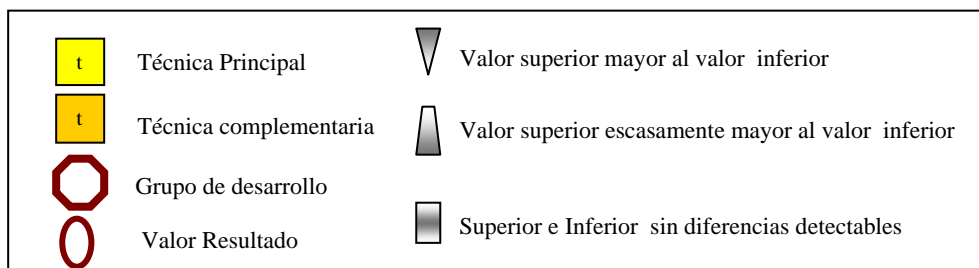 t Técnica Principal
t Técnica complementaria
Grupo de desarrollo
Valor Resultado
Valor superior mayor al valor inferior
Valor superior escasamente mayor al valor inferior
Superior e Inferior sin diferencias detectables